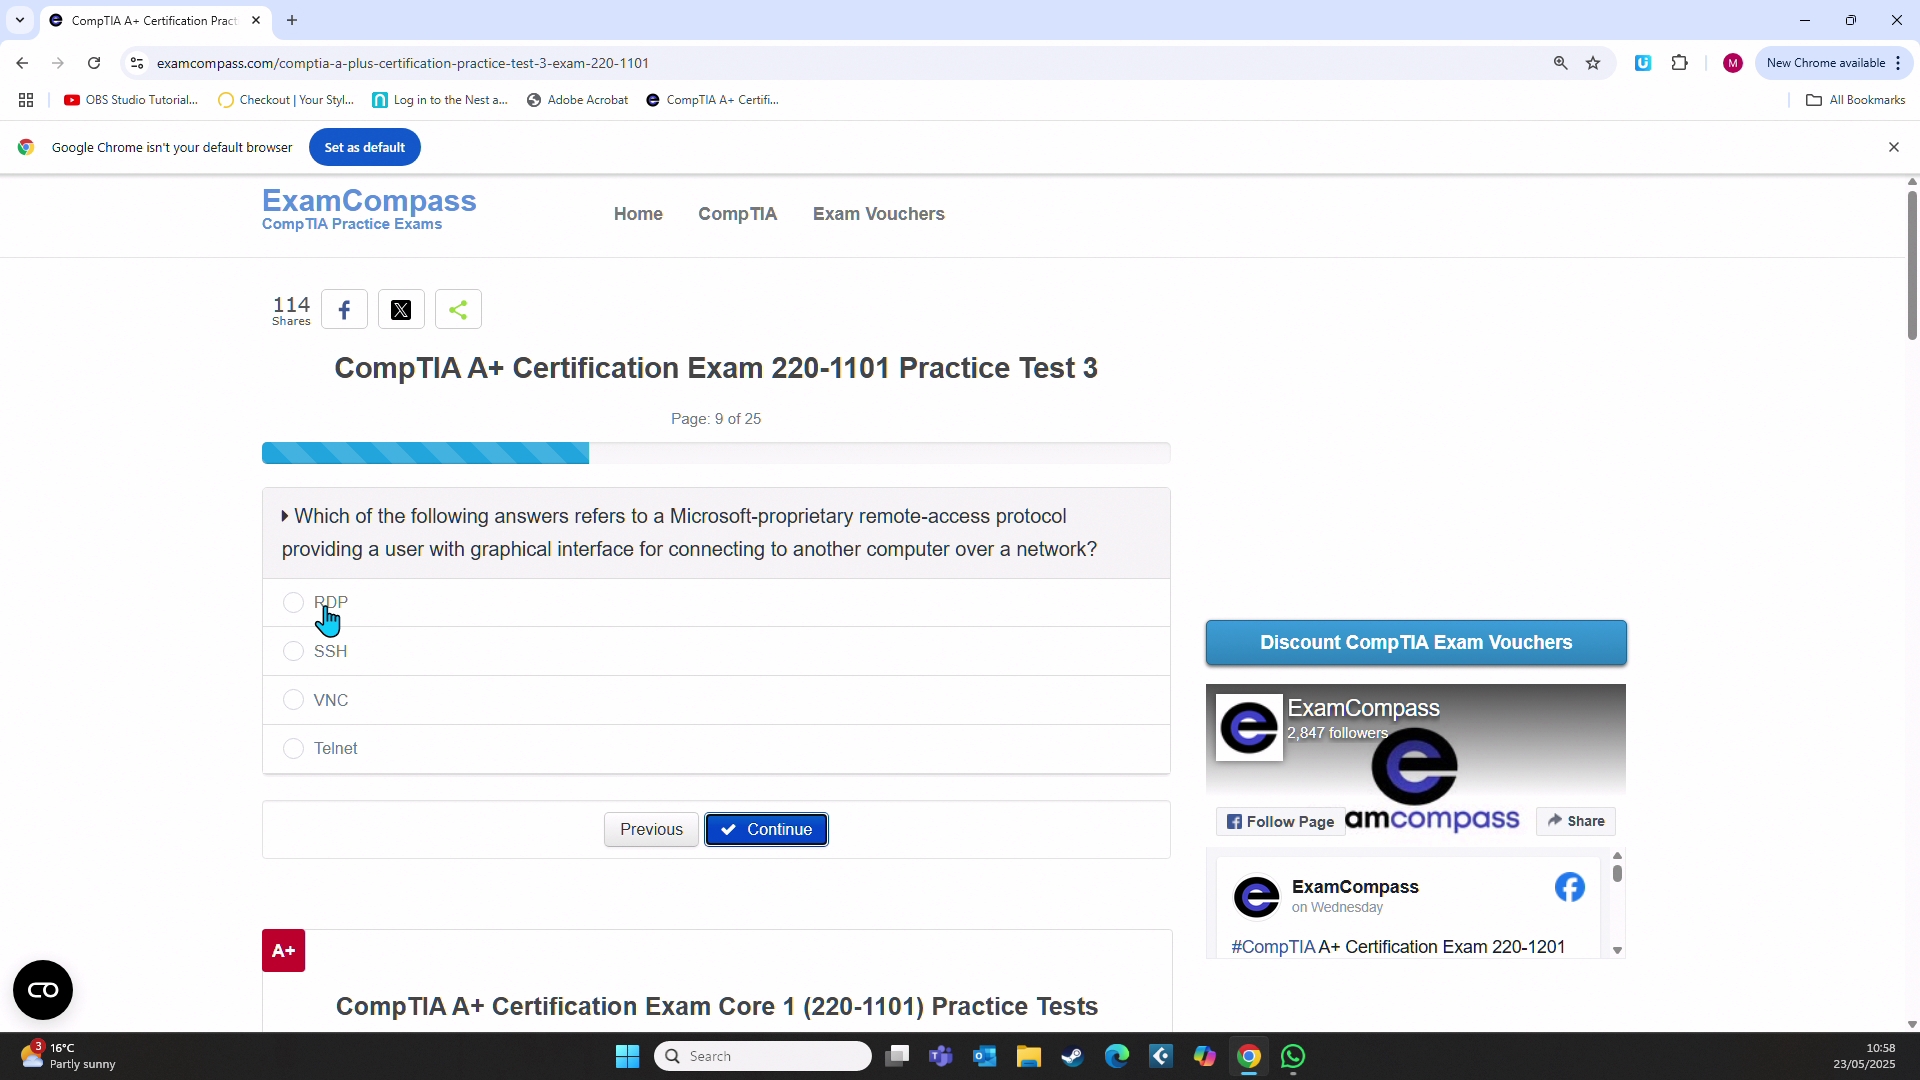 CompTIA A+ Certification Pract
examcompass.com/comptia-a-plus-certification-practice-test-3-exam-220-1101
M
New Chrome available
OBS Studio Tutorial...
Checkout | Your Styl...
Log in to the Nest a...
Adobe Acrobat
CompTIA A+ Certifi...
All Bookmarks
Google Chrome isn't your default browser
Set as default
ExamCompass
CompTIA Practice Exams
Home
CompTIA
Exam Vouchers
114
Shares
CompTIA A+ Certification Exam 220-1101 Practice Test 3
Page: 9 of 25
Which of the following answers refers to a Microsoft-proprietary remote-access protocol
providing a user with graphical interface for connecting to another computer over a network?
RDP
SSH
VNC
Telnet
Previous
Continue
Discount CompTIA Exam Vouchers
ExamCompass
2,847 followers
Follow Page
amcompass
Share
ExamCompass
on Wednesday
#CompTIA A+ Certification Exam 220-1201
A+
CompTIA A+ Certification Exam Core 1 (220-1101) Practice Tests
3
16°C
Partly sunny
Search
10:58
23/05/2025